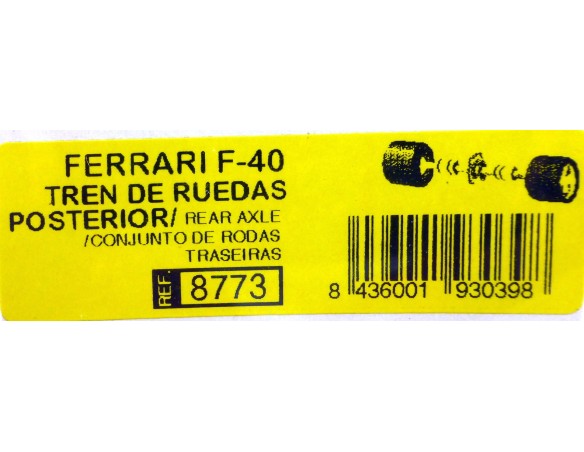 FERRARI F-40
TREN DE RUEDAS
POSTERIOR/ REAR AXLE
/CONJUNTO DE RODAS
TRASEIRAS
REF. 8773
8 436001 930398